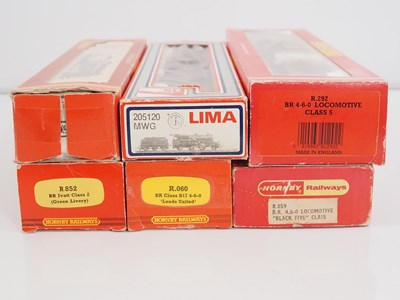 205120
MWG
LIMA
R.292
BR 4-6-0 LOCOMOTIVE
CLASS 5
MADE IN ENGLAND
R.852
BR Ivatt Class 2
(Green Livery)
HORNBY RAILWAYS
R.060
BR Class B17 4-6-0
'Leeds United'
HORNBY RAILWAYS
HORNBY Railways
R.859
B.R. 4.6.0 LOCOMOTIVE
"BLACK FIVE" CLASS